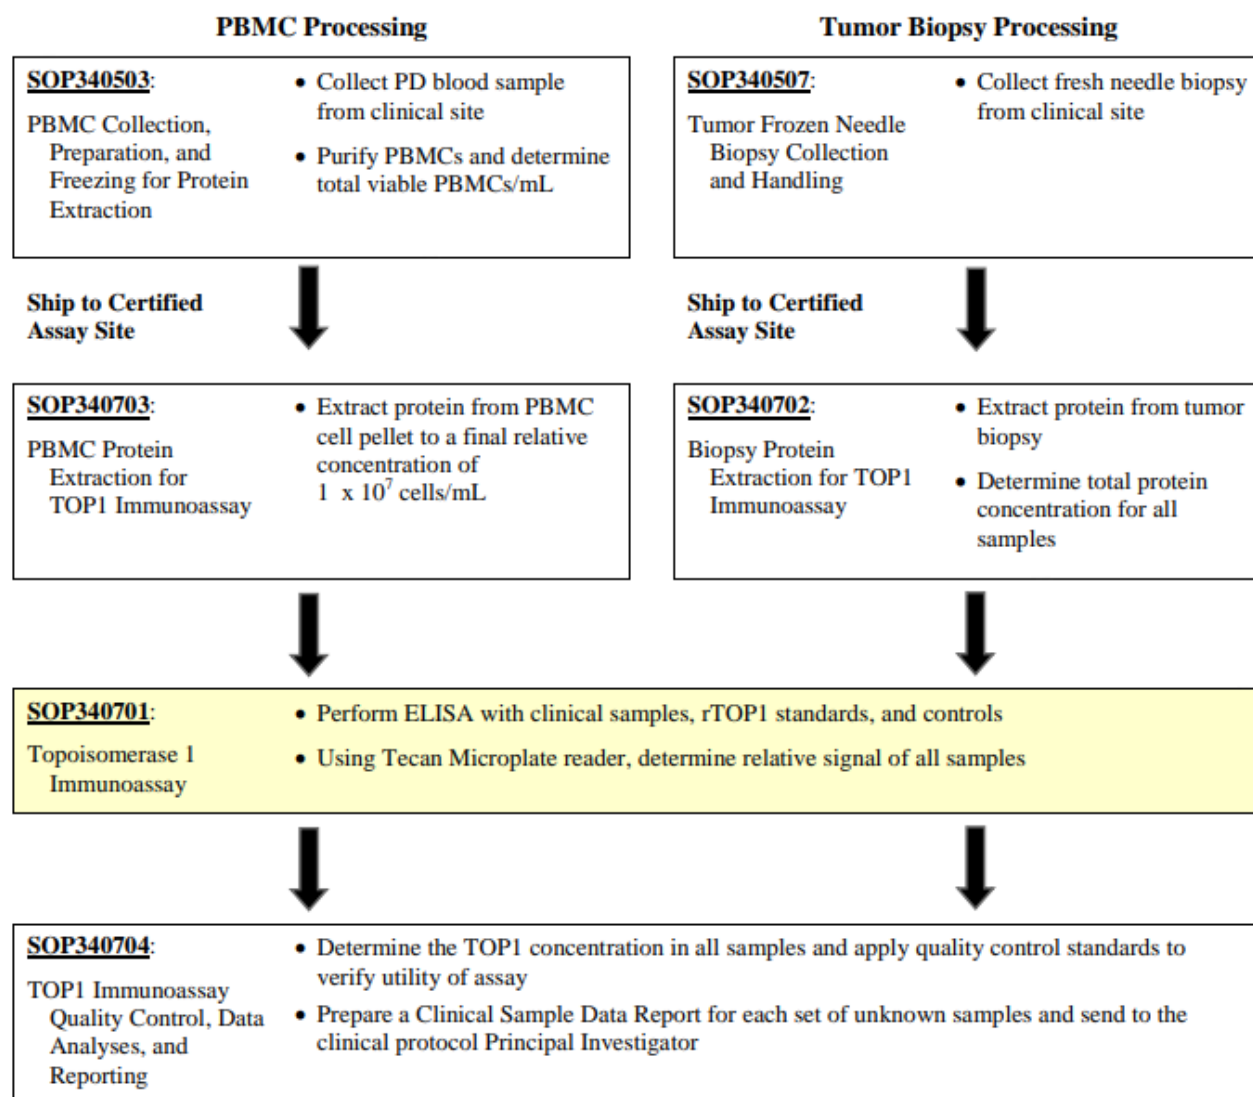 PBMC Processing
Tumor Biopsy Processing
SOP340503:
PBMC Collection,
Preparation, and
Freezing for Protein
Extraction
• Collect PD blood sample
from clinical site
• Purify PBMCs and determine
total viable PBMCs/mL
SOP340507:
Tumor Frozen Needle
Biopsy Collection
and Handling
• Collect fresh needle biopsy
from clinical site
Ship to Certified
Assay Site
Ship to Certified
Assay Site
SOP340703:
PBMC Protein
Extraction for
TOP1 Immunoassay
• Extract protein from PBMC
cell pellet to a final relative
concentration of
1 x 10⁷ cells/mL
SOP340702:
Biopsy Protein
Extraction for TOP1
Immunoassay
• Extract protein from tumor
biopsy
• Determine total protein
concentration for all
samples
SOP340701:
Topoisomerase 1
Immunoassay
• Perform ELISA with clinical samples, rTOP1 standards, and controls
• Using Tecan Microplate reader, determine relative signal of all samples
SOP340704:
TOP1 Immunoassay
Quality Control, Data
Analyses, and
Reporting
• Determine the TOP1 concentration in all samples and apply quality control standards to
verify utility of assay
• Prepare a Clinical Sample Data Report for each set of unknown samples and send to the
clinical protocol Principal Investigator